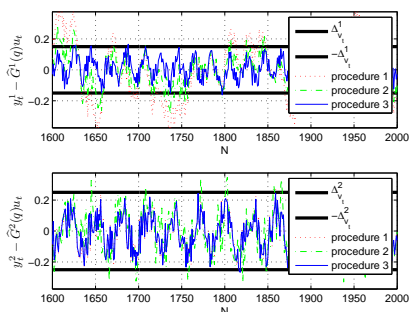 y_t^1 − Ĝ^1(q)u_t
0.2
0
−0.2
1600 1650 1700 1750 1800 1850 1900 1950 2000
N
Δ_{v_t}^1
−Δ_{v_t}^1
procedure 1
procedure 2
procedure 3
y_t^2 − Ĝ^2(q)u_t
0.2
0
−0.2
1600 1650 1700 1750 1800 1850 1900 1950 2000
N
Δ_{v_t}^2
−Δ_{v_t}^2
procedure 1
procedure 2
procedure 3